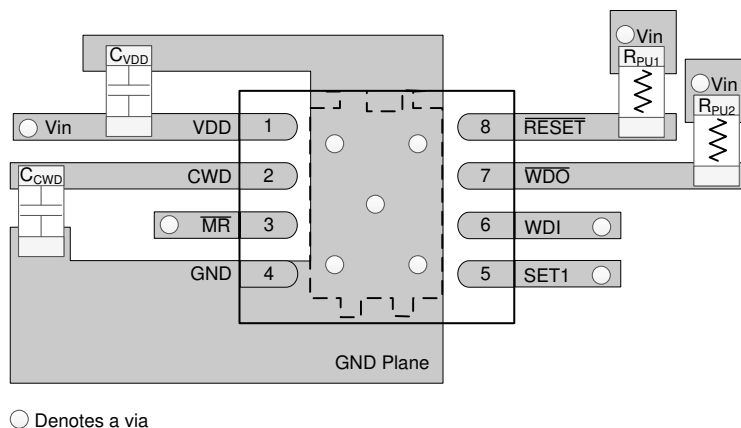 Vin
CVDD
RPU1
Vin
RPU2
Vin VDD 1 8 RESET
CWD 2 7 WDO
CCWD
MR 3 6 WDI
GND 4 5 SET1
GND Plane
Denotes a via